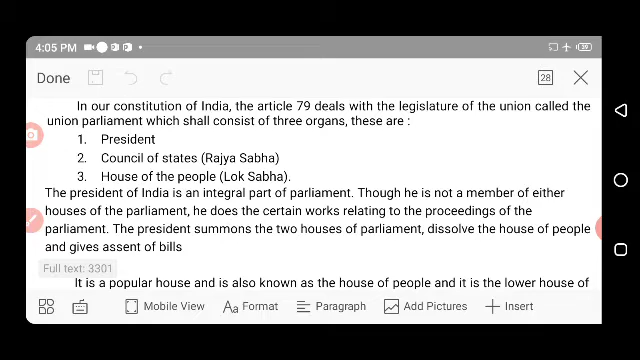 4:05 PM
39
Done
28
In our constitution of India, the article 79 deals with the legislature of the union called the
union parliament which shall consist of three organs, these are :
1. President
2. Council of states (Rajya Sabha)
3. House of the people (Lok Sabha).
The president of India is an integral part of parliament. Though he is not a member of either
houses of the parliament, he does the certain works relating to the proceedings of the
parliament. The president summons the two houses of parliament, dissolve the house of people
and gives assent of bills
Full text: 3301
It is a popular house and is also known as the house of people and it is the lower house of
Mobile View
Aa Format
Paragraph
Add Pictures
Insert